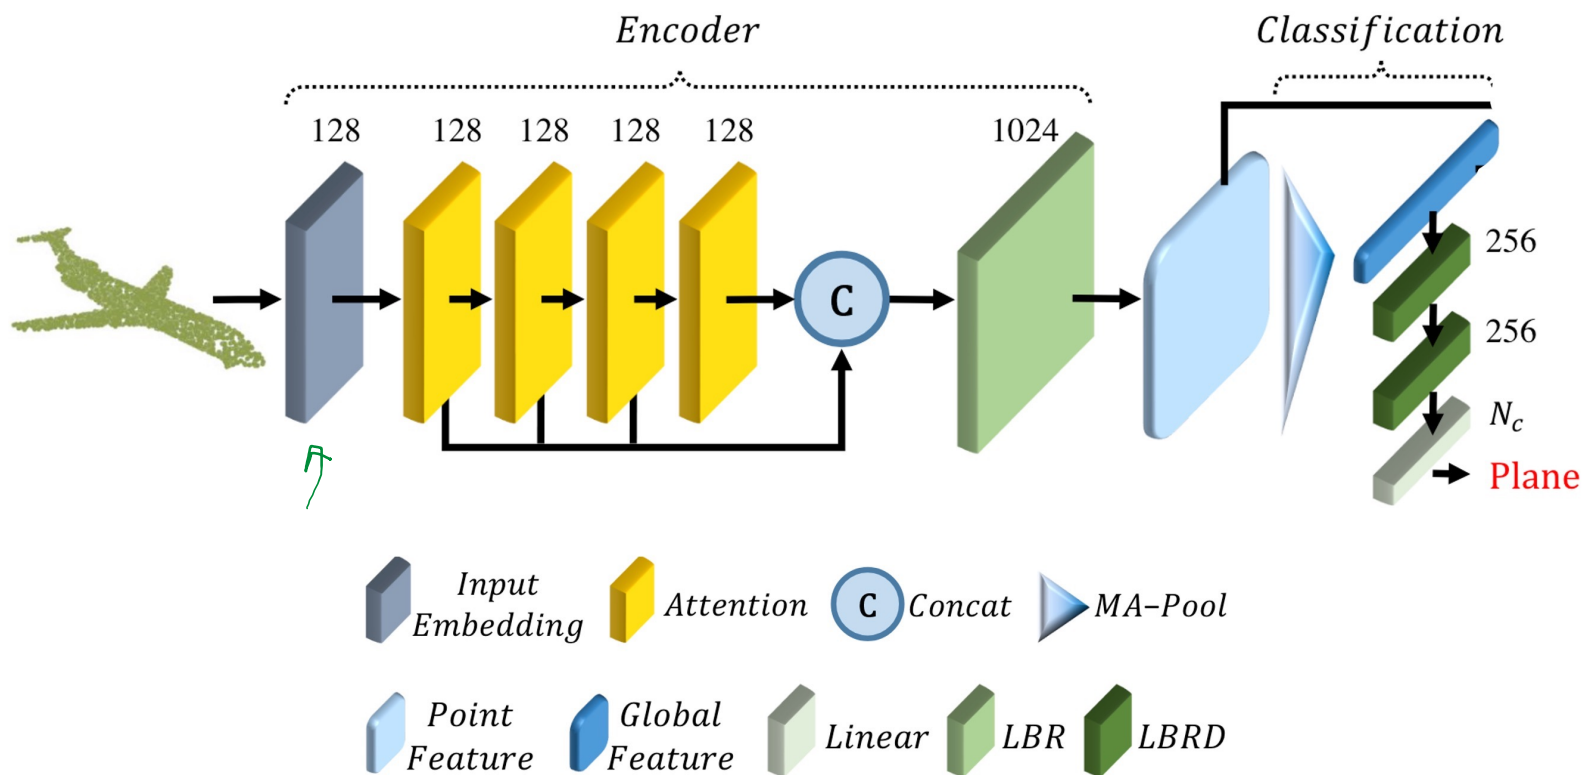 Encoder
Classification
128
128
128
128
128
1024
C
256
256
N_c
Plane
Input
Embedding
Attention
C
Concat
MA–Pool
Point
Feature
Global
Feature
Linear
LBR
LBRD